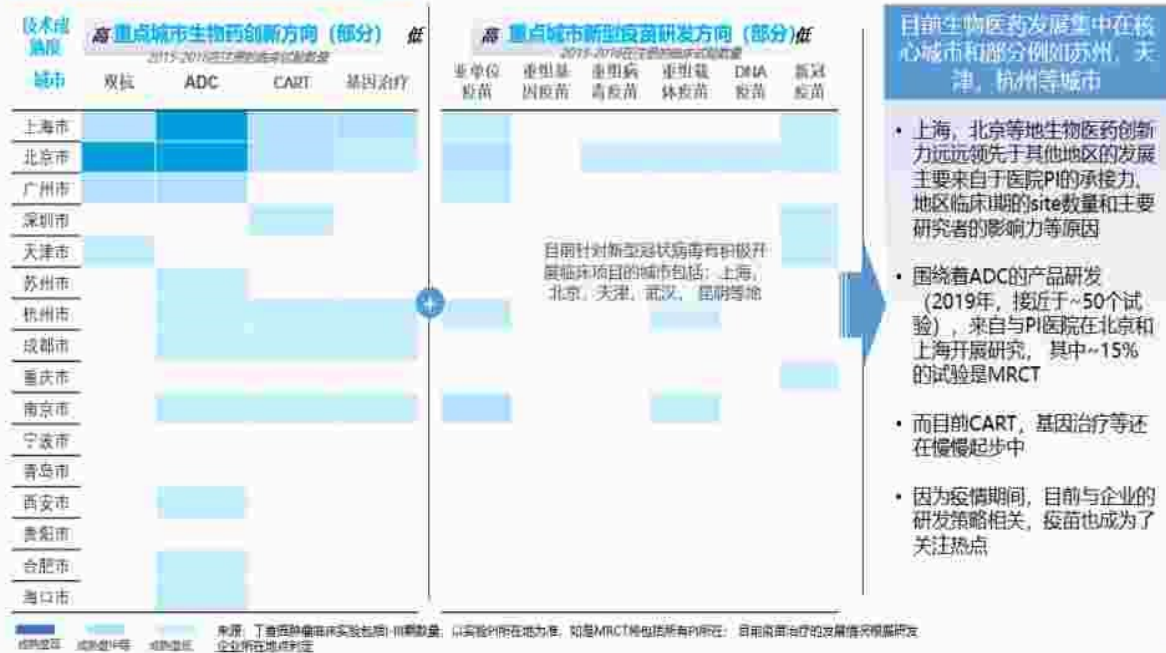 技术成
熟度
城市
高 重点城市生物药创新方向（部分） 低
双抗 ADC CART 基因治疗
高 重点城市新型疫苗研发方向（部分）低
亚单位
疫苗
重组基
因疫苗
重组病
毒疫苗
重组载
体疫苗
DNA
疫苗
新冠
疫苗
上海市
北京市
广州市
深圳市
天津市
苏州市
杭州市
成都市
重庆市
南京市
宁波市
青岛市
西安市
贵阳市
合肥市
海口市
目前针对新型冠状病毒有积极开
展临床项目的城市包括：上海，
北京，天津，武汉， 昆明等地
目前生物医药发展集中在核
心城市和部分例如苏州，天
津，杭州等城市
• 上海，北京等地生物医药创新
力远远领先于其他地区的发展
主要来自于医院PI的承接力，
地区临床I期的site数量和主要
研究者的影响力等原因
• 围绕着ADC的产品研发
（2019年，接近于~50个试
验），来自与PI医院在北京和
上海开展研究， 其中~15%
的试验是MRCT
• 而目前CART，基因治疗等还
在慢慢起步中
• 因为疫情期间，目前与企业的
研发策略相关，疫苗也成为了
关注热点
企业所在地点判定